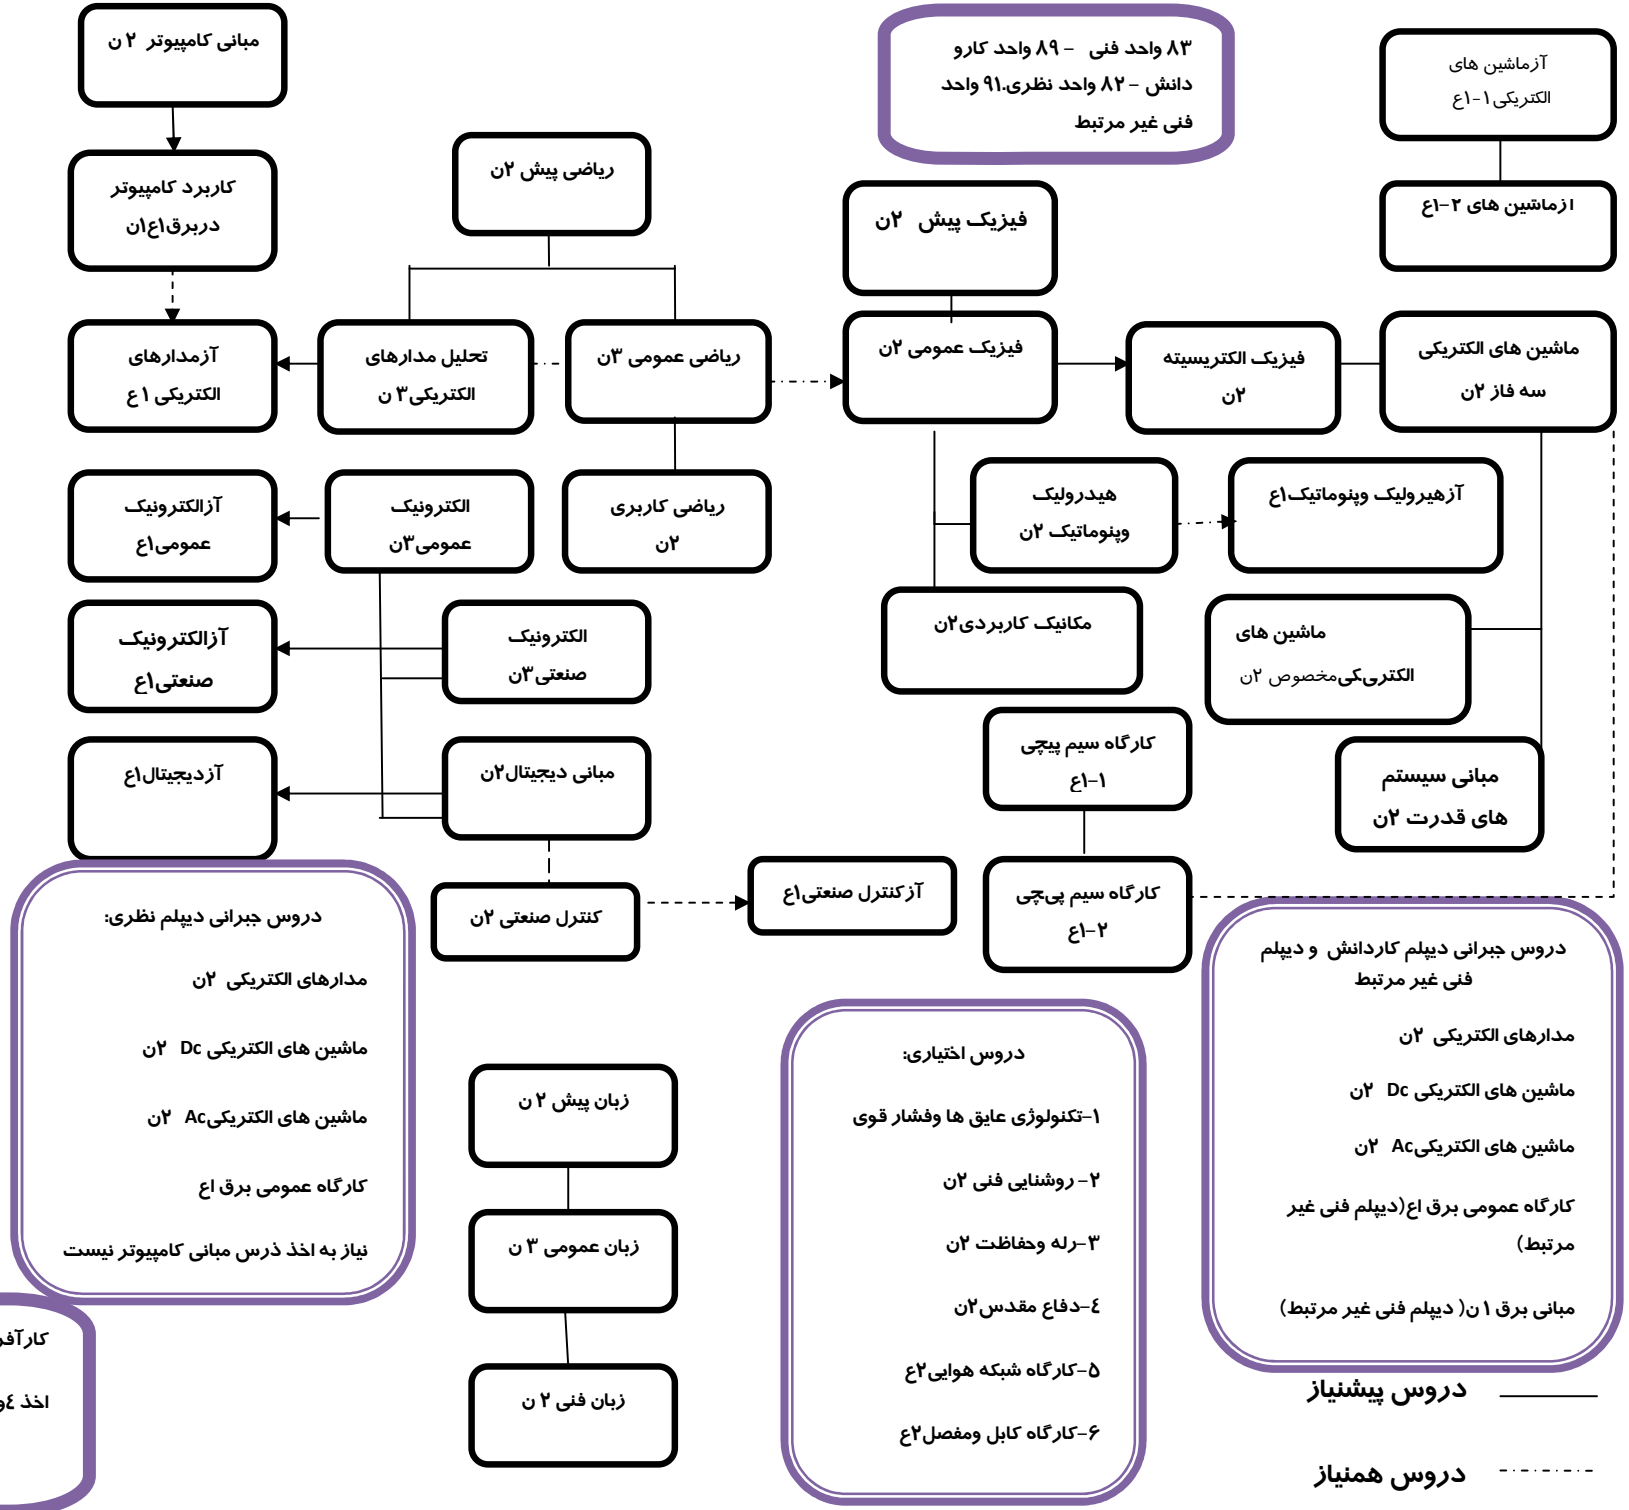 مبانی کامپیوتر ۲ ن
۸۳ واحد فنی – ۸۹ واحد کارو
دانش – ۸۲ واحد نظری.۹۱ واحد
فنی غیر مرتبط
آزماشین های
الکتریکی۱-۱ع
ریاضی پیش ۲ن
کاربرد کامپیوتر
دربرق۱ع۱ن
فیزیک پیش ۲ن
ازماشین های ۲-۱ع
آزمدارهای
الکتریکی ۱ ع
تحلیل مدارهای
الکتریکی۳ ن
ریاضی عمومی ۳ن
فیزیک عمومی ۲ن
فیزیک الکتریسیته
۲ن
ماشین های الکتریکی
سه فاز ۲ن
آزالکترونیک
عمومی۱ع
الکترونیک
عمومی۳ن
ریاضی کاربری
۲ن
هیدرولیک
وپنوماتیک ۲ن
آزهیرولیک وپنوماتیک۱ع
آزالکترونیک
صنعتی۱ع
الکترونیک
صنعتی۳ن
مکانیک کاربردی۲ن
ماشین های
الکتریکیمخصوص ۲ن
آزدیجیتال۱ع
مبانی دیجیتال۲ن
کارگاه سیم پیچی
۱-۱ع
مبانی سیستم
های قدرت ۲ن
کنترل صنعتی ۲ن
آزکنترل صنعتی۱ع
کارگاه سیم پیچی
۲-۱ع
دروس جبرانی دیپلم نظری:
مدارهای الکتریکی ۲ن
ماشین های الکتریکی Dc ۲ن
ماشین های الکتریکیAc ۲ن
کارگاه عمومی برق اع
نیاز به اخذ ذرس مبانی کامپیوتر نیست
دروس جبرانی دیپلم کاردانش و دیپلم
فنی غیر مرتبط
مدارهای الکتریکی ۲ن
ماشین های الکتریکی Dc ۲ن
ماشین های الکتریکیAc ۲ن
کارگاه عمومی برق اع(دیپلم فنی غیر
مرتبط)
مبانی برق ۱ ن( دیپلم فنی غیر مرتبط)
دروس اختیاری:
۱-تکنولوژی عایق ها وفشار قوی
۲- روشنایی فنی ۲ن
۳-رله وحفاظت ۲ن
٤-دفاع مقدس۲ن
۵-کارگاه شبکه هوایی۲ع
۶-کارگاه کابل ومفصل۲ع
زبان پیش ۲ ن
زبان عمومی ۳ ن
زبان فنی ۲ ن
اخذ
دروس پیشنیاز
دروس همنیاز